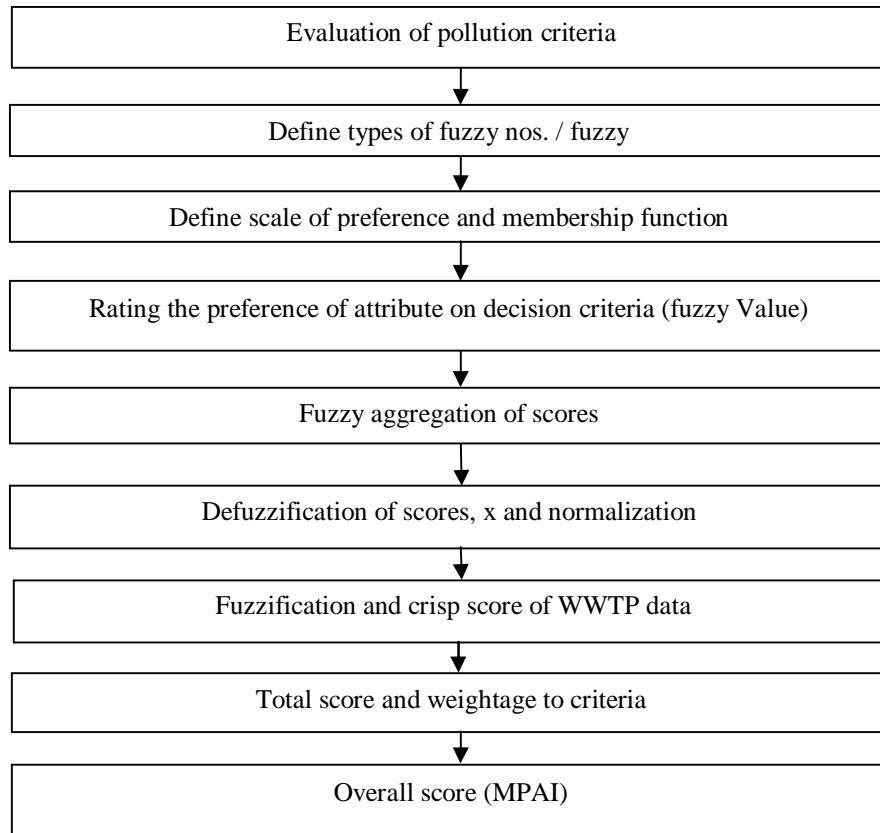 Evaluation of pollution criteria
Define types of fuzzy nos. / fuzzy
Define scale of preference and membership function
Rating the preference of attribute on decision criteria (fuzzy Value)
Fuzzy aggregation of scores
Defuzzification of scores, x and normalization
Fuzzification and crisp score of WWTP data
Total score and weightage to criteria
Overall score (MPAI)